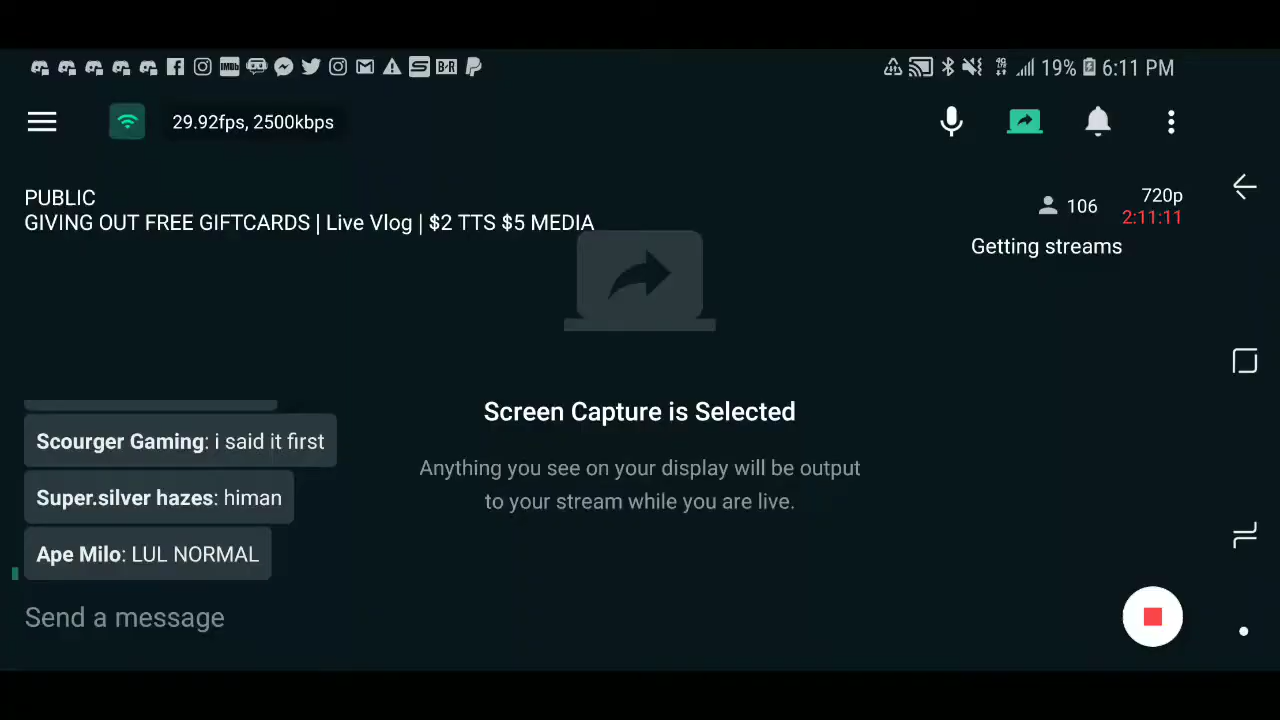 19% 6:11 PM
29.92fps, 2500kbps
PUBLIC
GIVING OUT FREE GIFTCARDS | Live Vlog | $2 TTS $5 MEDIA
106
720p
2:11:11
Getting streams
Screen Capture is Selected
Anything you see on your display will be output
to your stream while you are live.
Scourger Gaming: i said it first
Super.silver hazes: himan
Ape Milo: LUL NORMAL
Send a message